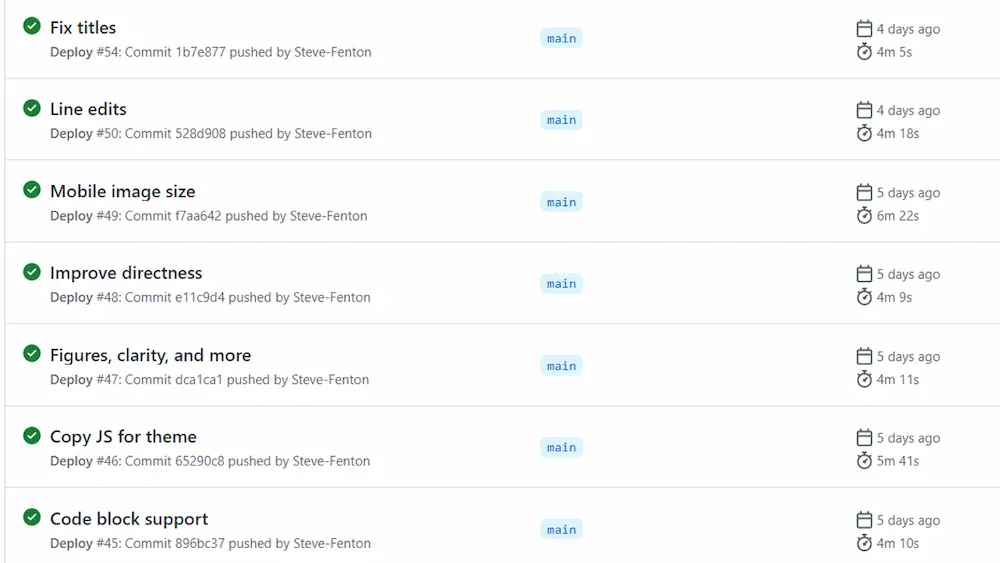 Fix titles
Deploy #54: Commit 1b7e877 pushed by Steve-Fenton
main
4 days ago
4m 5s
Line edits
Deploy #50: Commit 528d908 pushed by Steve-Fenton
main
4 days ago
4m 18s
Mobile image size
Deploy #49: Commit f7aa642 pushed by Steve-Fenton
main
5 days ago
6m 22s
Improve directness
Deploy #48: Commit e11c9d4 pushed by Steve-Fenton
main
5 days ago
4m 9s
Figures, clarity, and more
Deploy #47: Commit dca1ca1 pushed by Steve-Fenton
main
5 days ago
4m 11s
Copy JS for theme
Deploy #46: Commit 65290c8 pushed by Steve-Fenton
main
5 days ago
5m 41s
Code block support
Deploy #45: Commit 896bc37 pushed by Steve-Fenton
main
5 days ago
4m 10s